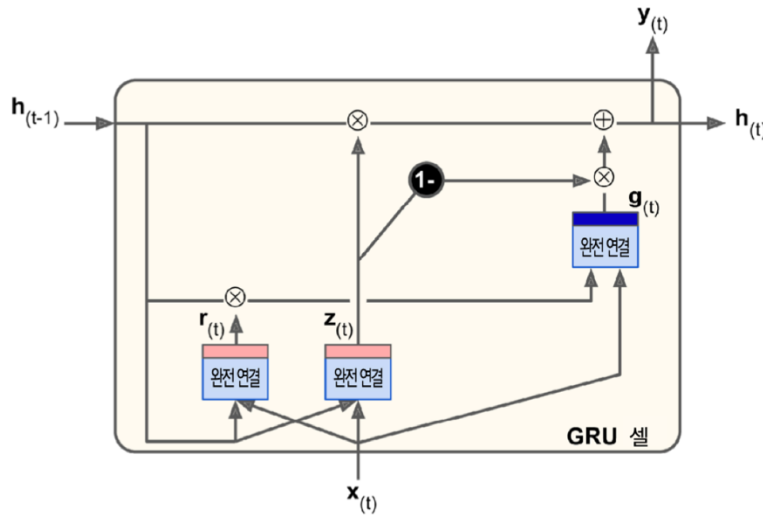 y(t)
h(t-1)
h(t)
1-
g(t)
완전 연결
r(t)
z(t)
완전 연결
완전 연결
GRU 셀
x(t)